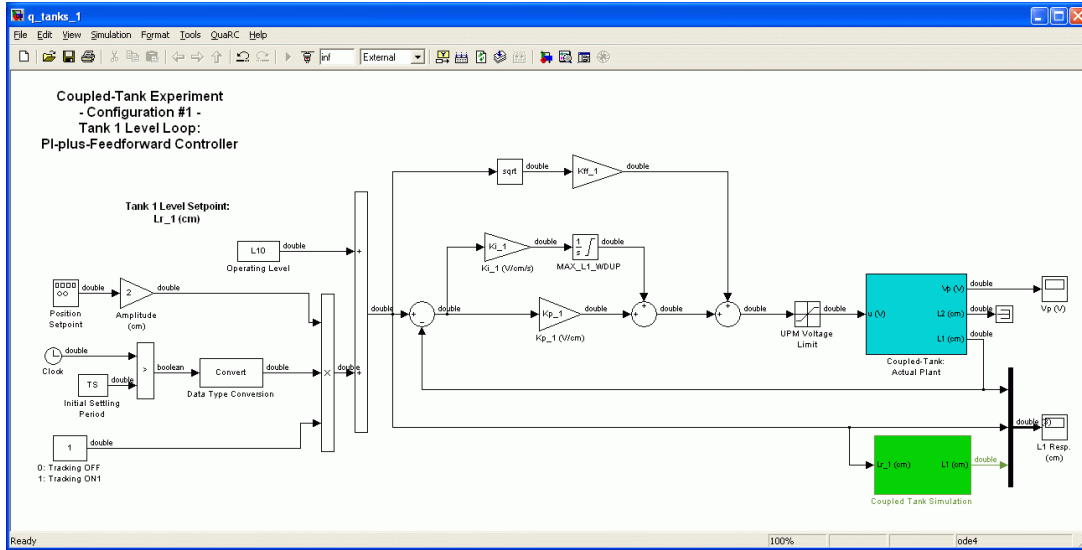 q_tanks_1
File Edit View Simulation Format Tools QuaRC Help
inf External
Coupled-Tank Experiment
- Configuration #1 -
Tank 1 Level Loop:
PI-plus-Feedforward Controller
sqrt
double
Kff_1
double
Tank 1 Level Setpoint:
Lr_1 (cm)
L10
double
Operating Level
Ki_1
double
1
s
double
Ki_1 (V/cm/s)
MAX_L1_WDUP
Position
Setpoint
double
2
double
Amplitude
(cm)
double
+
+
double
+
-
double
Kp_1
double
Kp_1 (V/cm)
+
+
double
+
+
double
UPM Voltage
Limit
double
u (V)
Vp (V)
L2 (cm)
L1 (cm)
double
double
double
Coupled-Tank:
Actual Plant
Vp (V)
Clock
double
TS
double
Initial Settling
Period
>
boolean
Convert
double
Data Type Conversion
×
1
double
0: Tracking OFF
1: Tracking ON1
Lr_1 (cm)
L1 (cm)
double
Coupled Tank Simulation
double
L1 Resp.
(cm)
Ready
100%
ode4